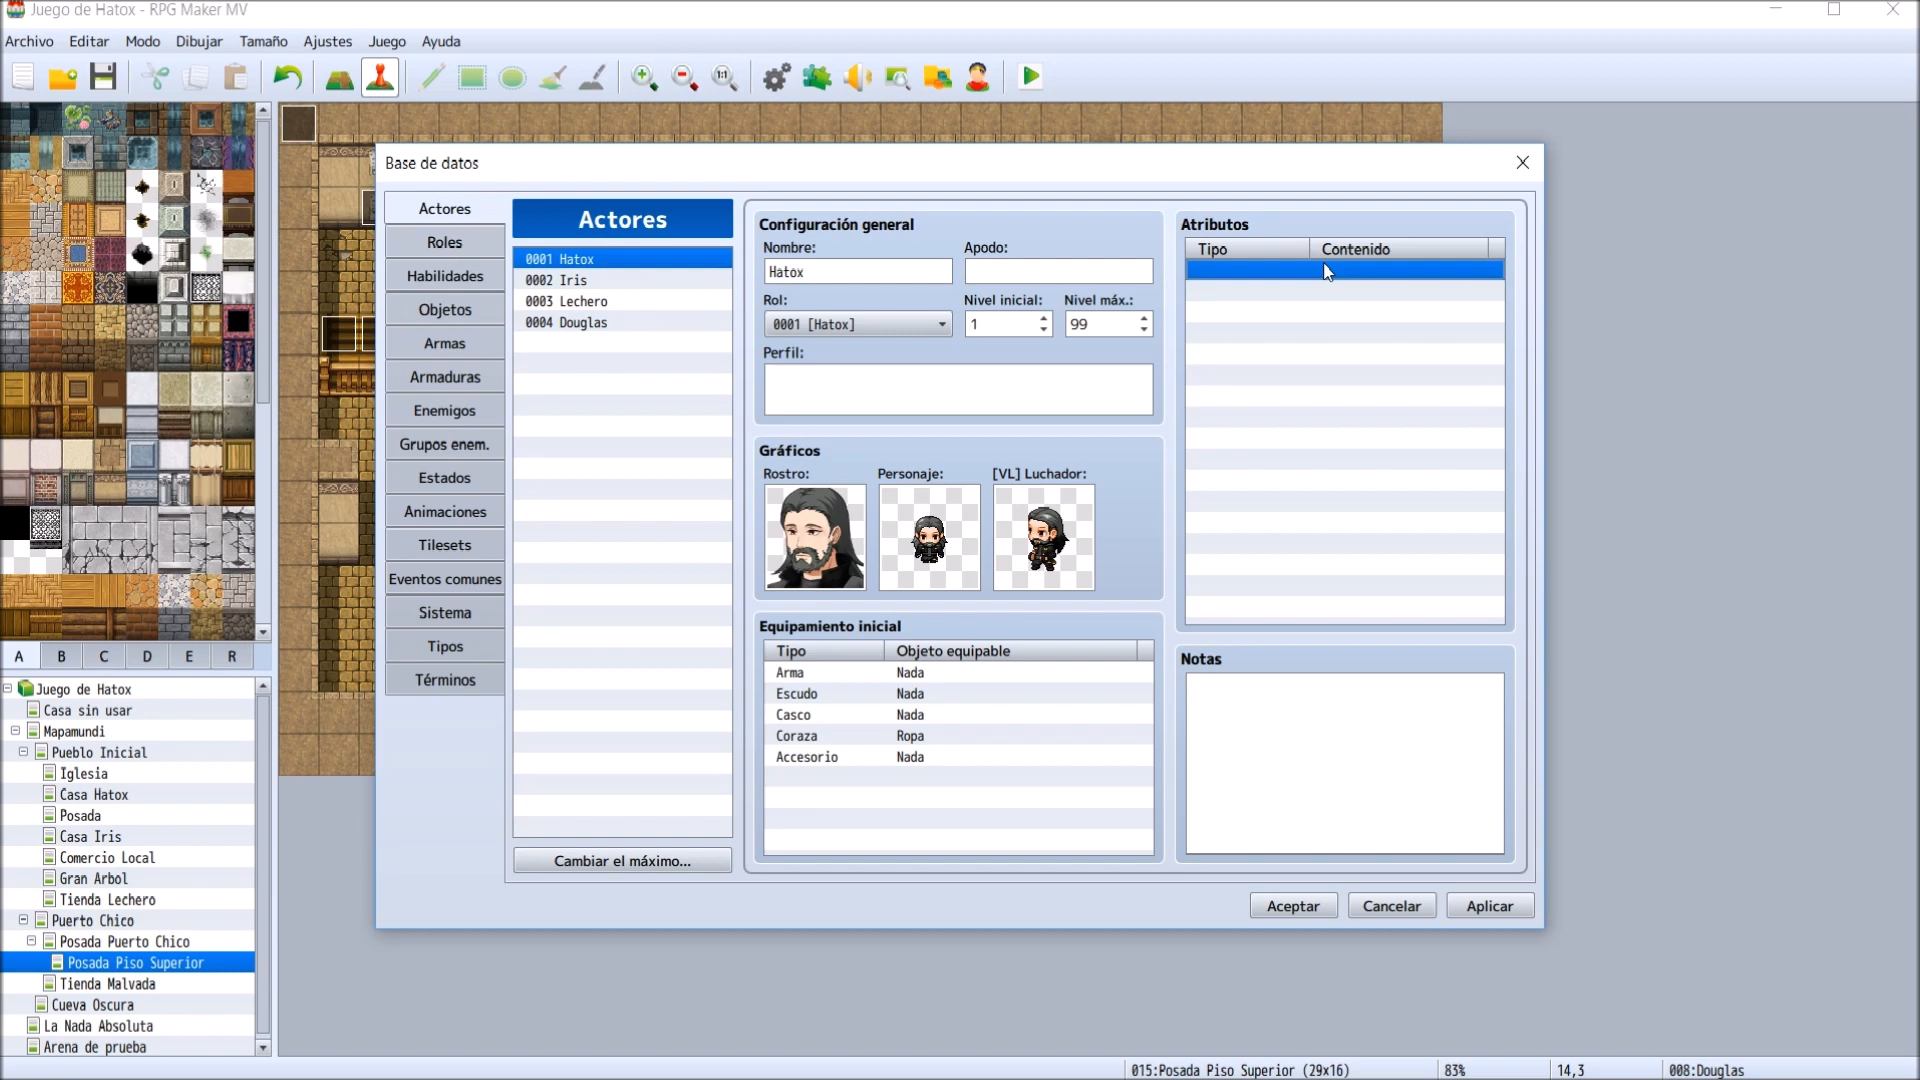 Juego de Hatox - RPG Maker MV
Archivo Editar Modo Dibujar Tamaño Ajustes Juego Ayuda
1:1
Base de datos
Actores
Roles
Habilidades
Objetos
Armas
Armaduras
Enemigos
Grupos enem.
Estados
Animaciones
Tilesets
Eventos comunes
Sistema
Tipos
Términos
Actores
0001 Hatox
0002 Iris
0003 Lechero
0004 Douglas
Cambiar el máximo...
Configuración general
Nombre: Apodo:
Hatox
Rol: Nivel inicial: Nivel máx.:
0001 [Hatox] 1 99
Perfil:
Gráficos
Rostro: Personaje: [VL] Luchador:
Equipamiento inicial
Tipo Objeto equipable
Arma Nada
Escudo Nada
Casco Nada
Coraza Ropa
Accesorio Nada
Atributos
Tipo Contenido
Notas
Aceptar Cancelar Aplicar
A B C D E R
Juego de Hatox
Casa sin usar
Mapamundi
Pueblo Inicial
Iglesia
Casa Hatox
Posada
Casa Iris
Comercio Local
Gran Arbol
Tienda Lechero
Puerto Chico
Posada Puerto Chico
Posada Piso Superior
Tienda Malvada
Cueva Oscura
La Nada Absoluta
Arena de prueba
015:Posada Piso Superior (29x16) 83% 14,3 008:Douglas